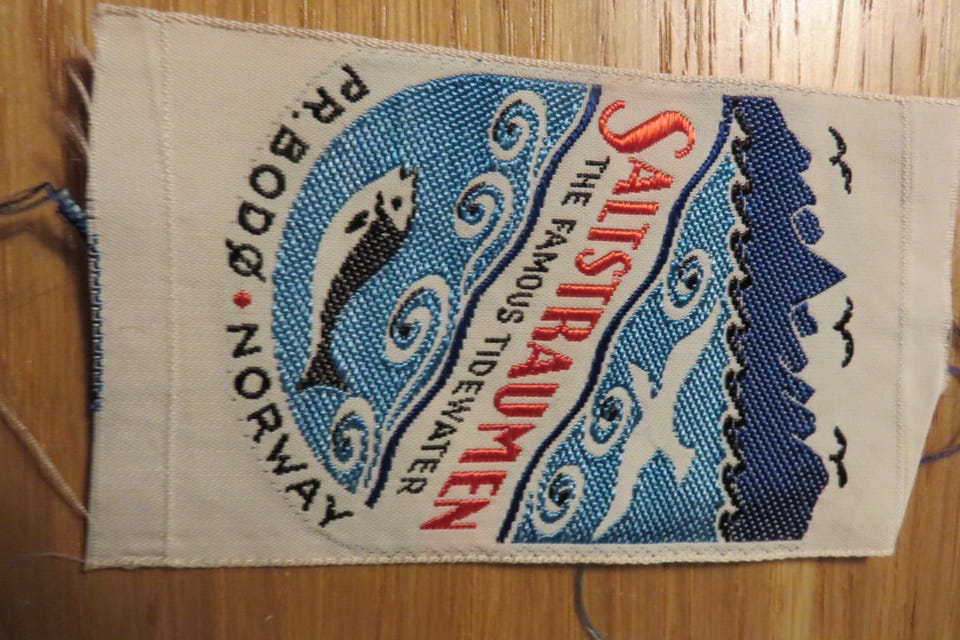 SALTSTRAUMEN
THE FAMOUS TIDEWATER
PR. BODØ • NORWAY